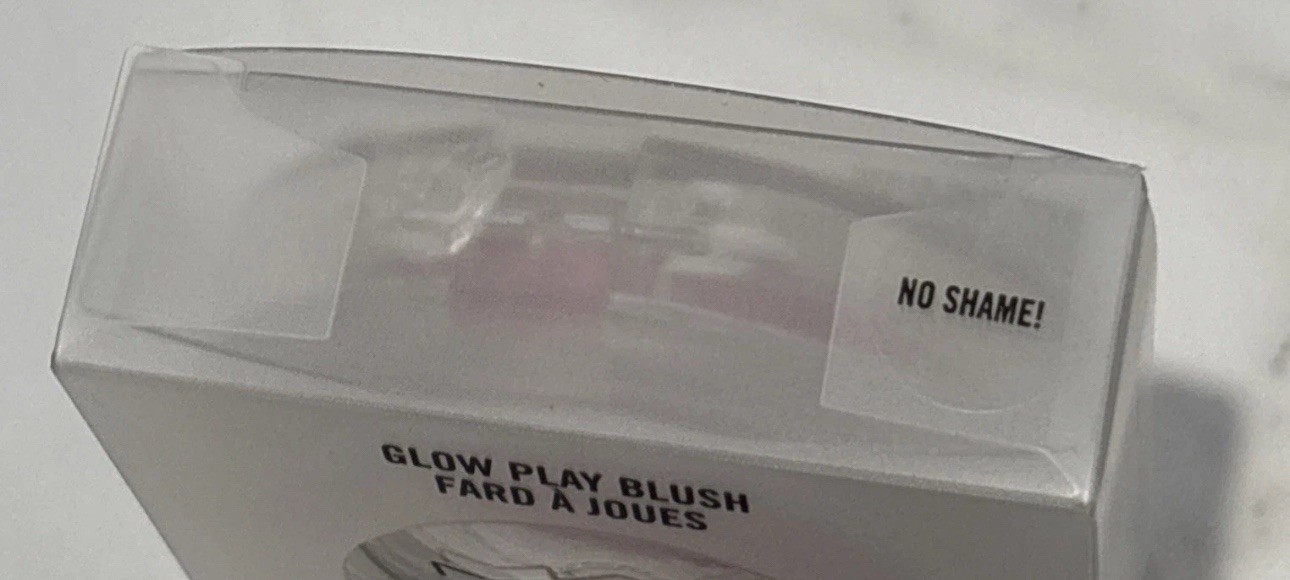 NO SHAME!
GLOW PLAY BLUSH
FARD À JOUES